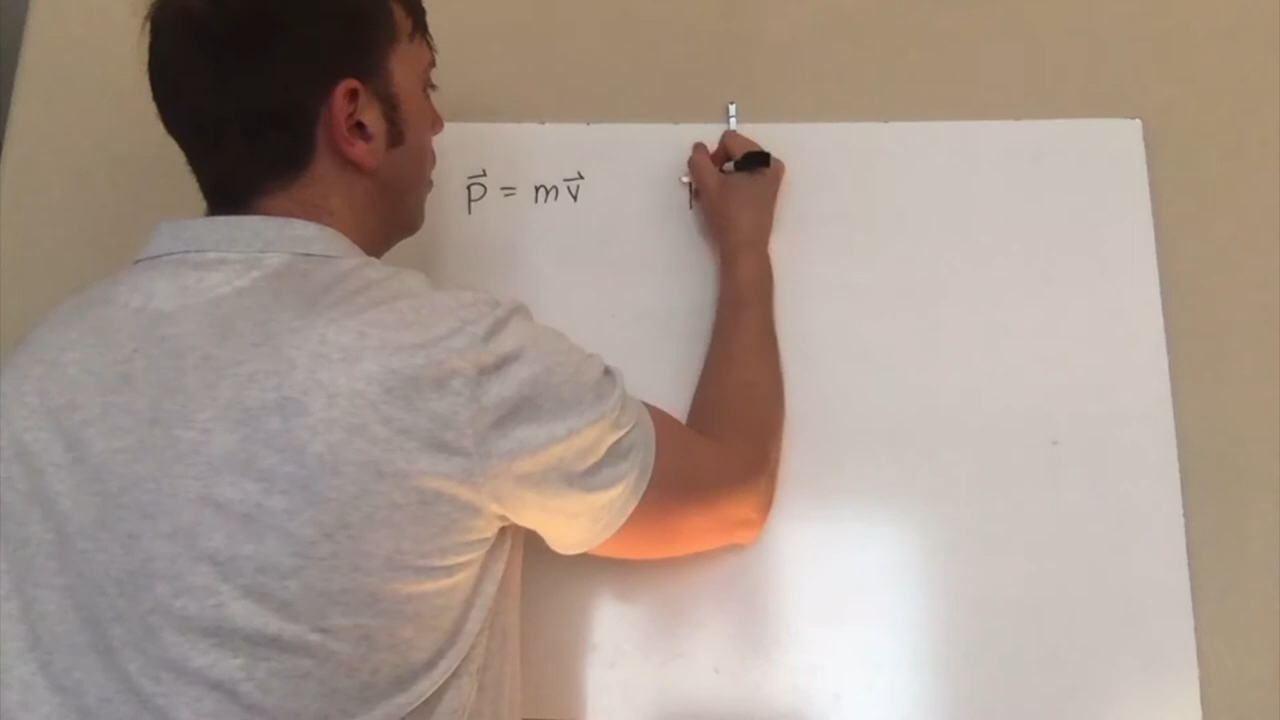 p⃗ = mv⃗